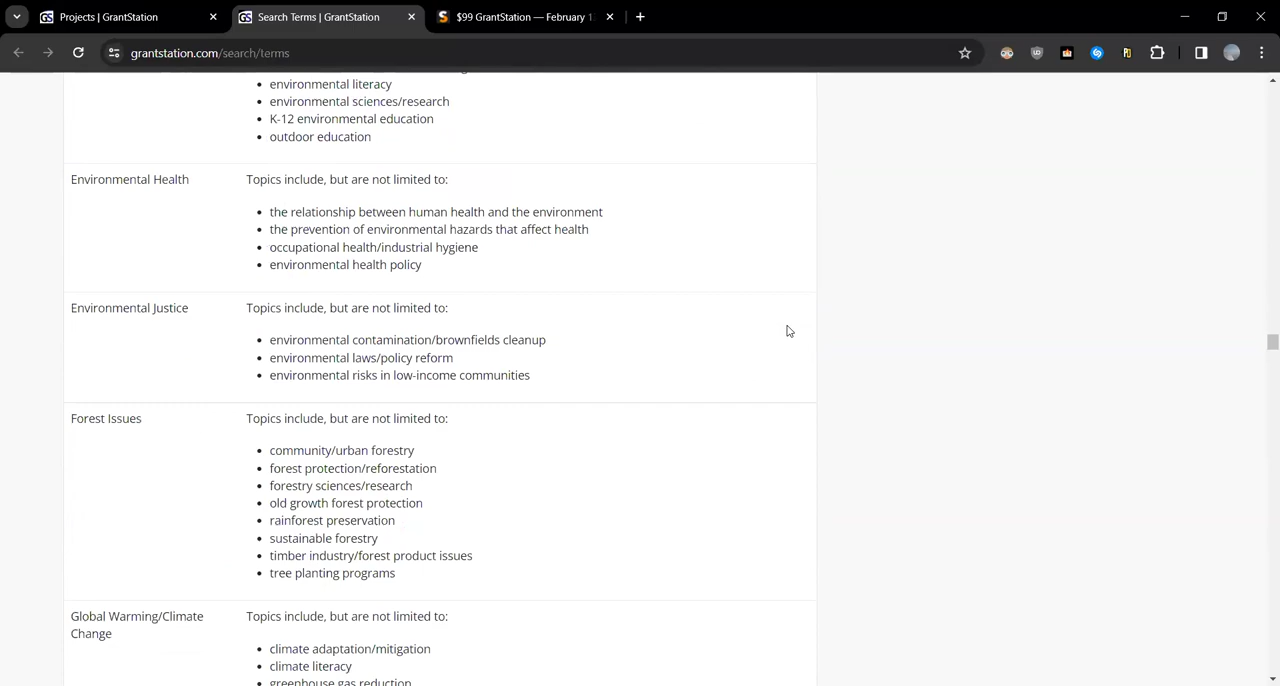 Projects | GrantStation
Search Terms | GrantStation
$99 GrantStation — February 1
grantstation.com/search/terms
environmental literacy
environmental sciences/research
K-12 environmental education
outdoor education
Environmental Health
Topics include, but are not limited to:
the relationship between human health and the environment
the prevention of environmental hazards that affect health
occupational health/industrial hygiene
environmental health policy
Environmental Justice
Topics include, but are not limited to:
environmental contamination/brownfields cleanup
environmental laws/policy reform
environmental risks in low-income communities
Forest Issues
Topics include, but are not limited to:
community/urban forestry
forest protection/reforestation
forestry sciences/research
old growth forest protection
rainforest preservation
sustainable forestry
timber industry/forest product issues
tree planting programs
Global Warming/Climate
Change
Topics include, but are not limited to:
climate adaptation/mitigation
climate literacy
greenhouse gas reduction